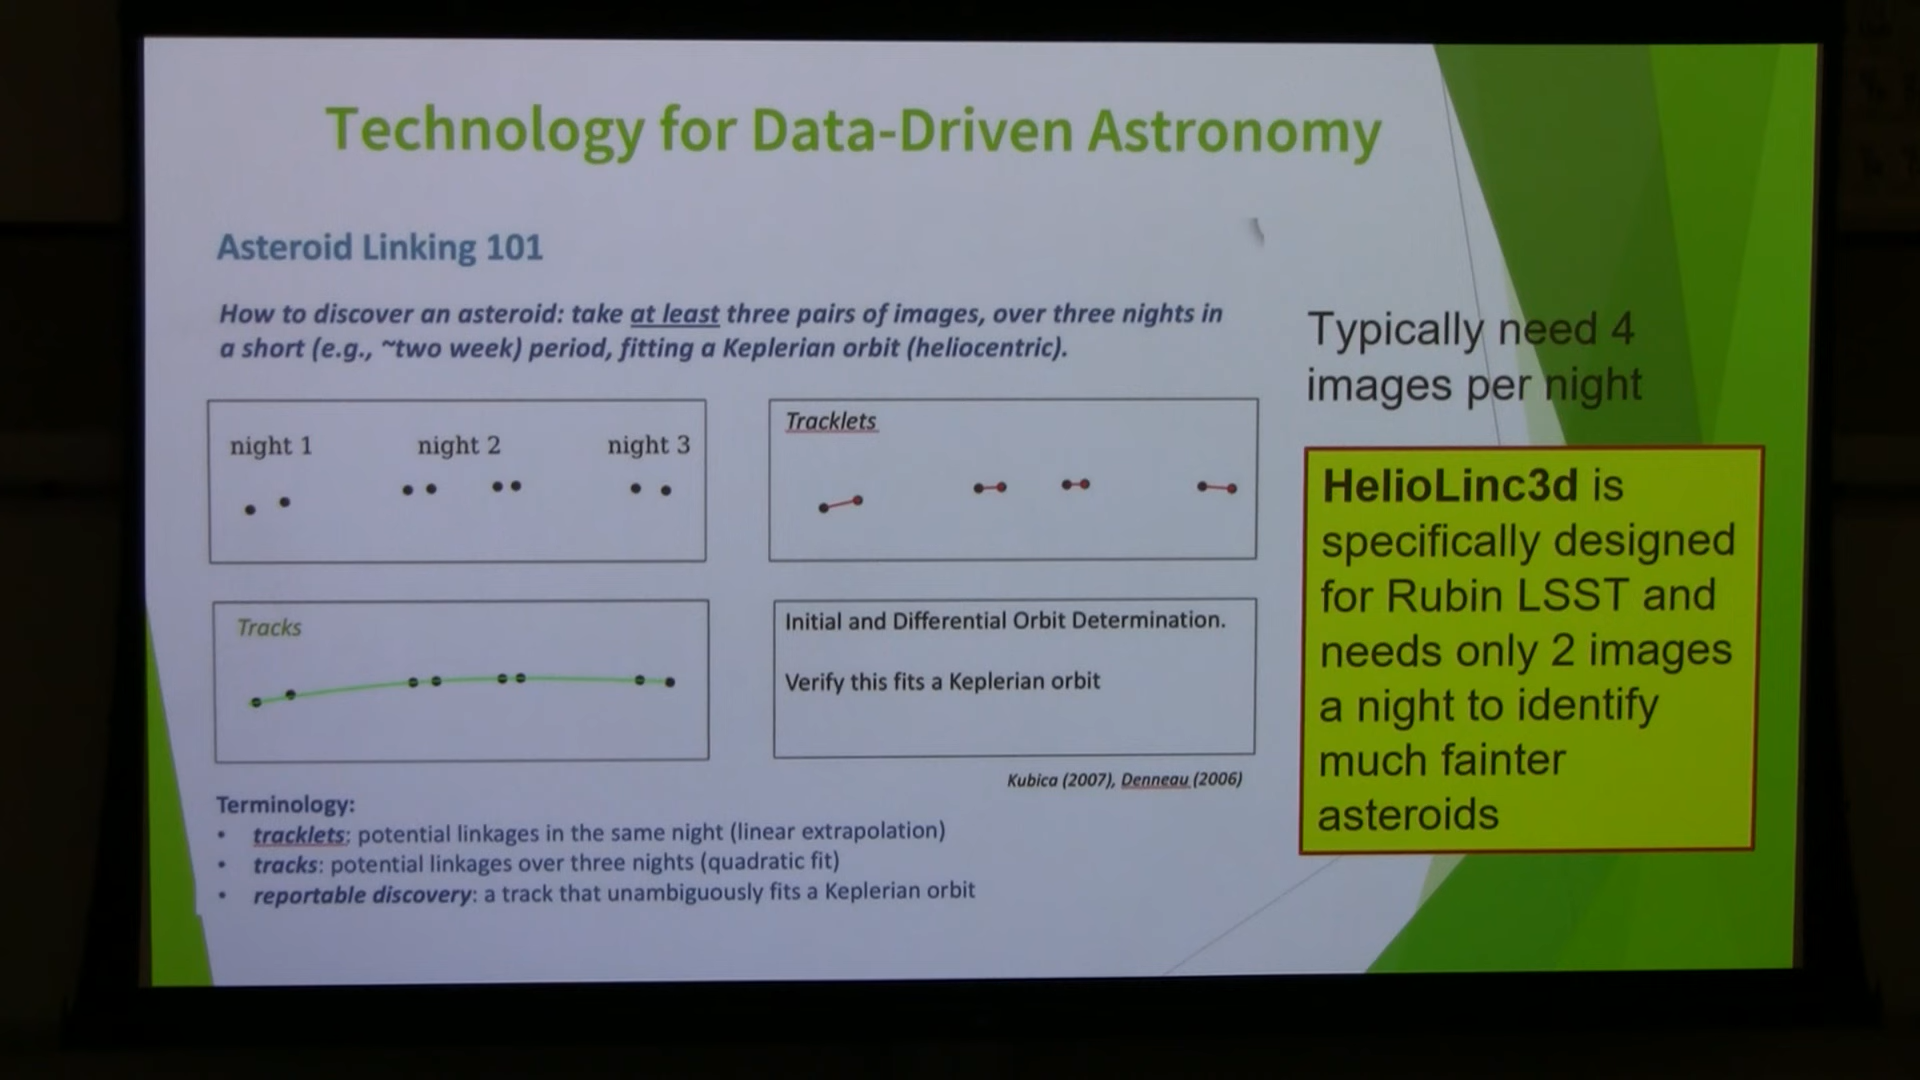 Technology for Data-Driven Astronomy
Asteroid Linking 101
How to discover an asteroid: take at least three pairs of images, over three nights in
a short (e.g., ~two week) period, fitting a Keplerian orbit (heliocentric).
night 1 night 2 night 3
Tracklets
Tracks
Initial and Differential Orbit Determination.
Verify this fits a Keplerian orbit
Kubica (2007), Denneau (2006)
Terminology:
• tracklets: potential linkages in the same night (linear extrapolation)
• tracks: potential linkages over three nights (quadratic fit)
• reportable discovery: a track that unambiguously fits a Keplerian orbit
Typically need 4
images per night
HelioLinc3d is
specifically designed
for Rubin LSST and
needs only 2 images
a night to identify
much fainter
asteroids